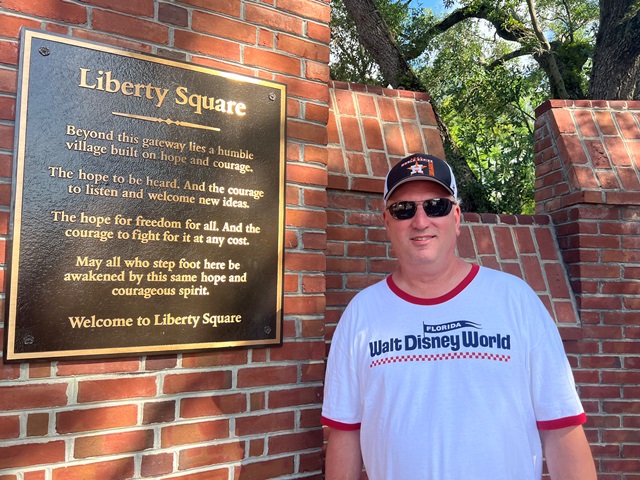 Liberty Square
Beyond this gateway lies a humble
village built on hope and courage.
The hope to be heard. And the courage
to listen and welcome new ideas.
The hope for freedom for all. And the
courage to fight for it at any cost.
May all who step foot here be
awakened by this same hope and
courageous spirit.
Welcome to Liberty Square
FLORIDA
Walt Disney World